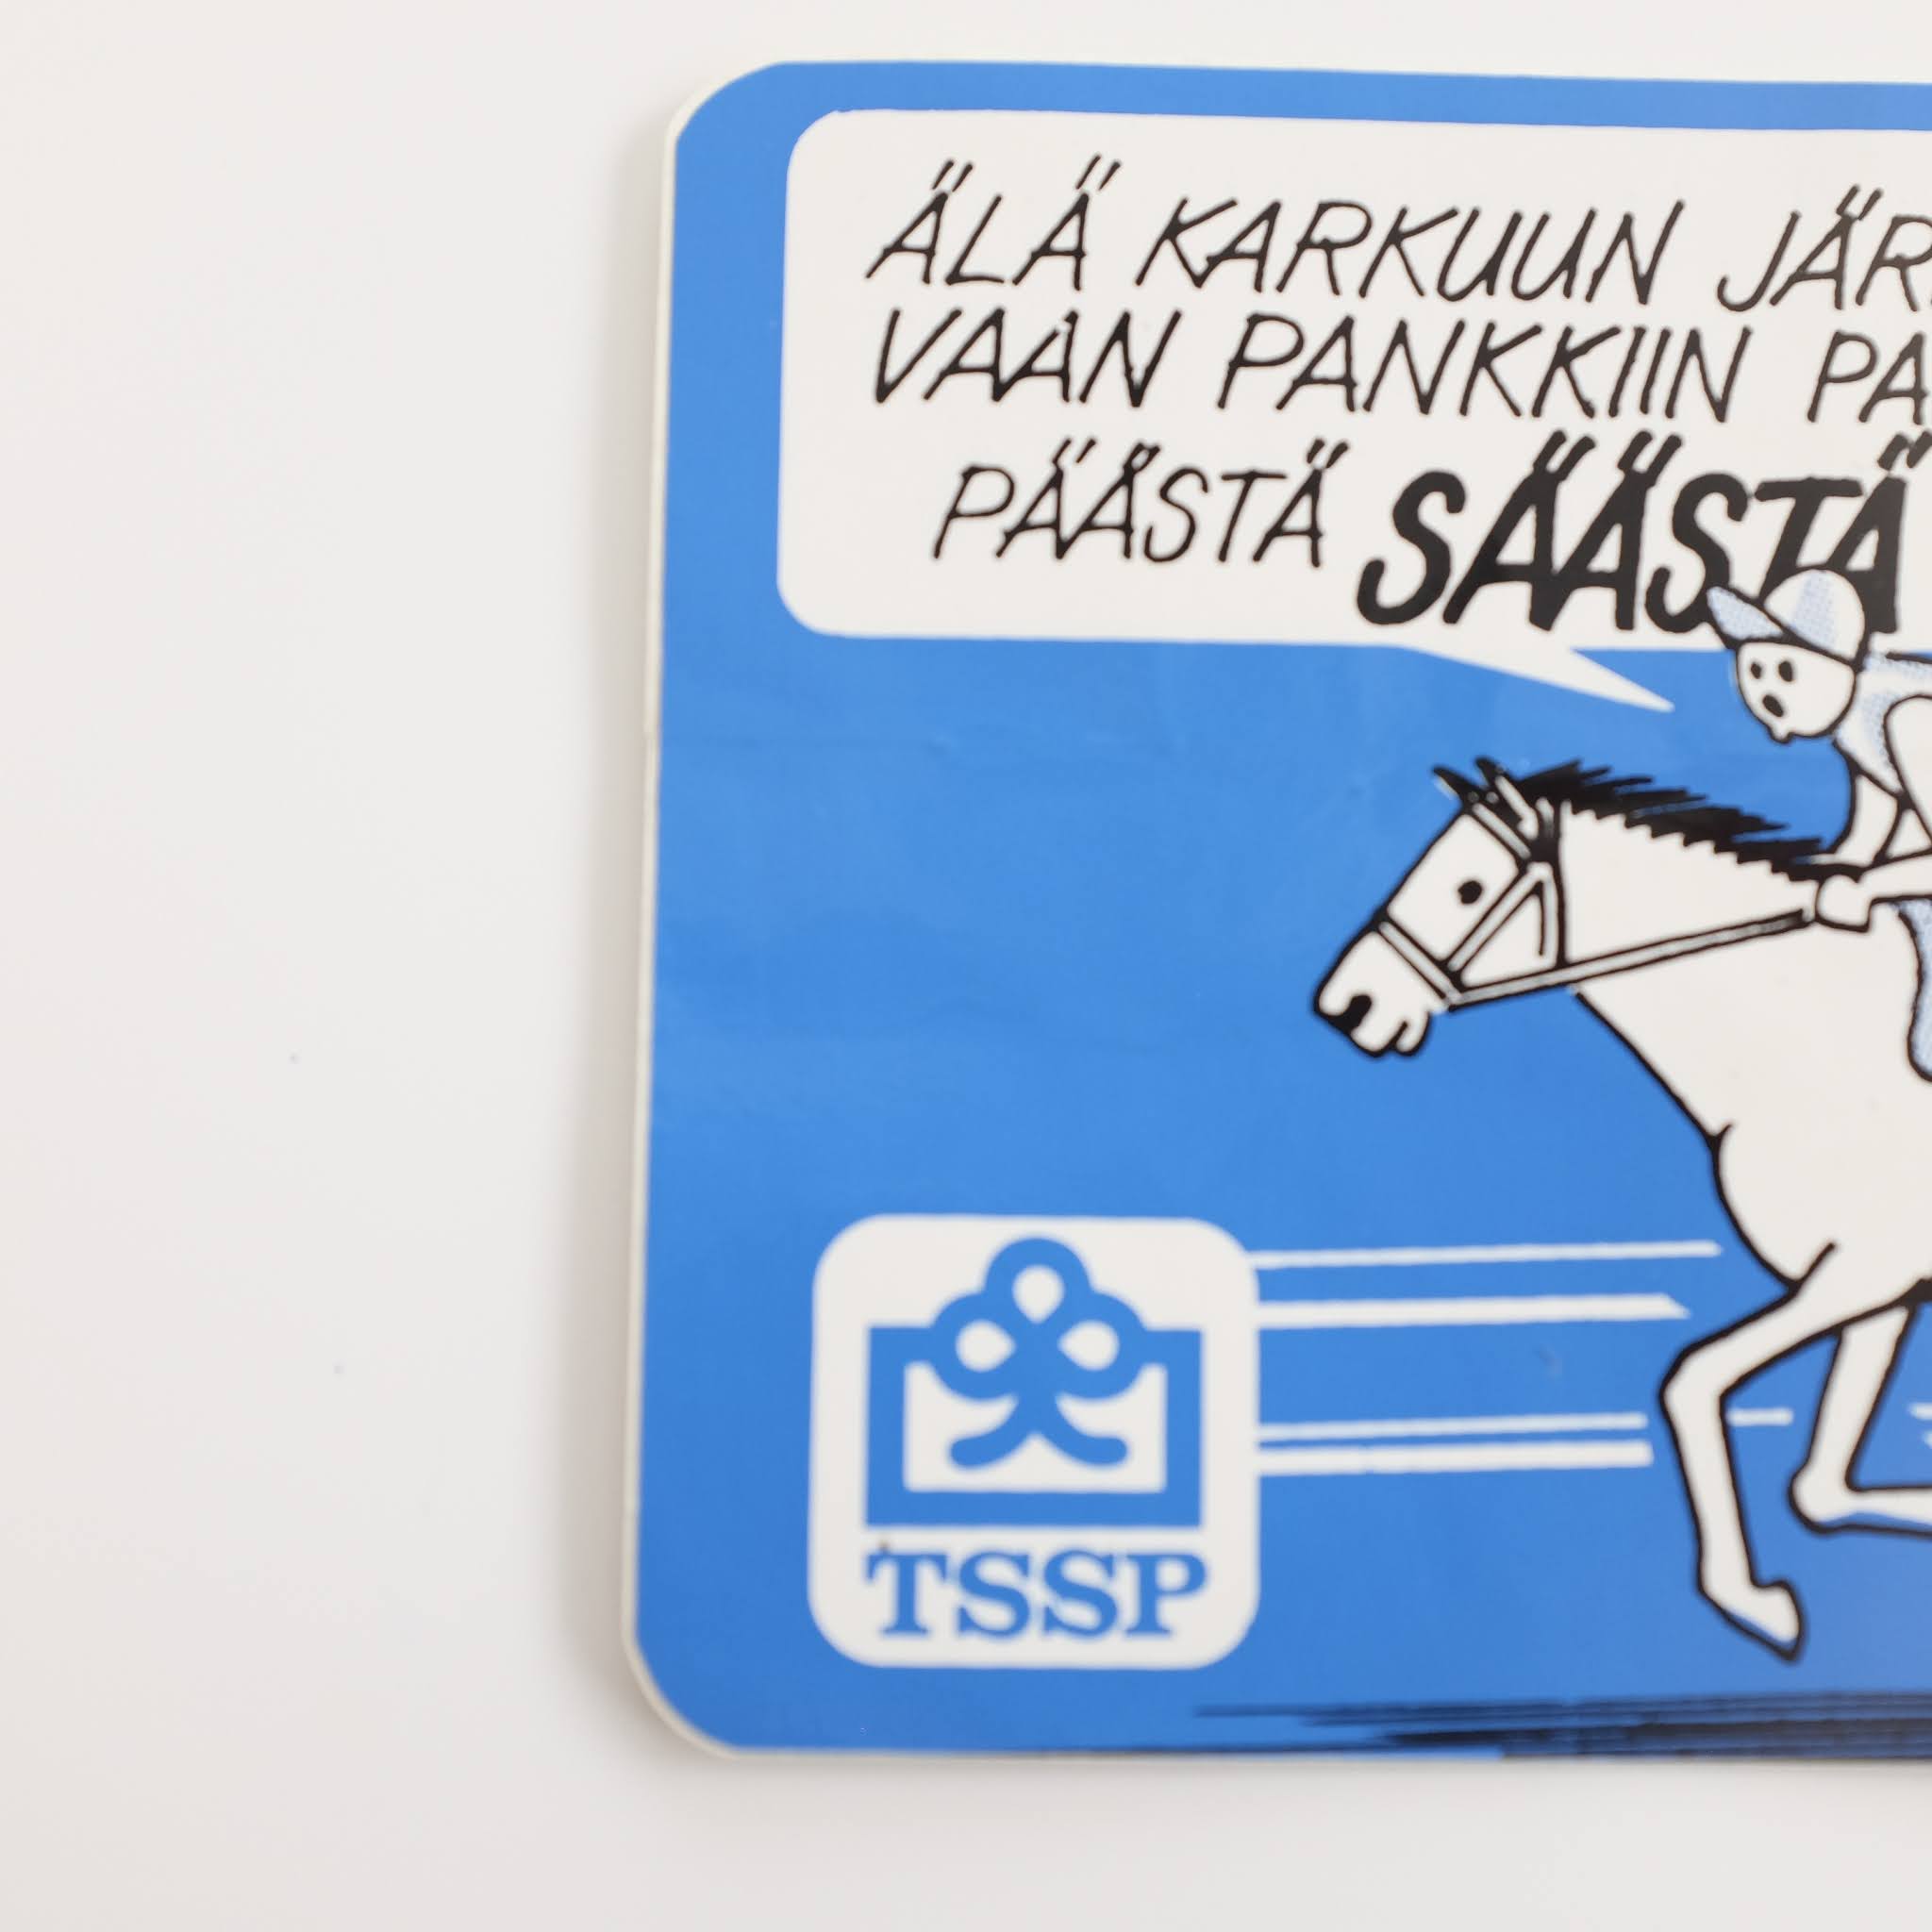 ÄLÄ KARKUUN JÄR
VAAN PANKKIIN PA
PÄÄSTÄ SÄÄSTÄ
TSSP